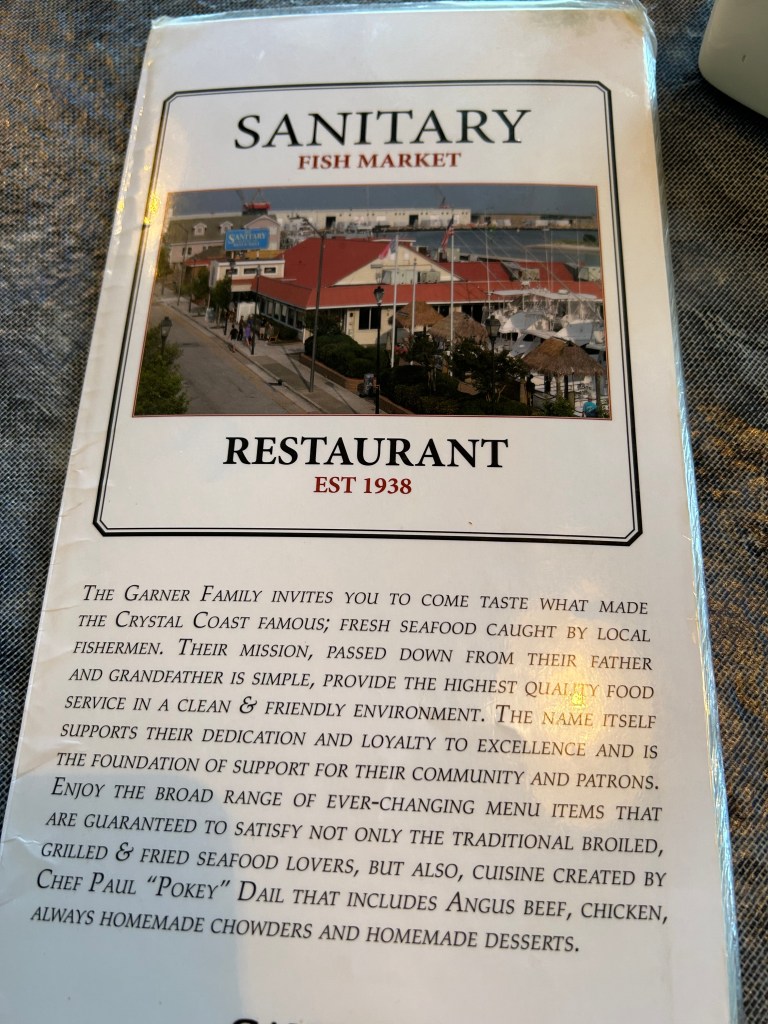 SANITARY
FISH MARKET
SANITARY
RESTAURANT
EST 1938
THE GARNER FAMILY INVITES YOU TO COME TASTE WHAT MADE
THE CRYSTAL COAST FAMOUS; FRESH SEAFOOD CAUGHT BY LOCAL
FISHERMEN. THEIR MISSION, PASSED DOWN FROM THEIR FATHER
AND GRANDFATHER IS SIMPLE, PROVIDE THE HIGHEST QUALITY FOOD
SERVICE IN A CLEAN & FRIENDLY ENVIRONMENT. THE NAME ITSELF
SUPPORTS THEIR DEDICATION AND LOYALTY TO EXCELLENCE AND IS
THE FOUNDATION OF SUPPORT FOR THEIR COMMUNITY AND PATRONS.
ENJOY THE BROAD RANGE OF EVER-CHANGING MENU ITEMS THAT
ARE GUARANTEED TO SATISFY NOT ONLY THE TRADITIONAL BROILED,
GRILLED & FRIED SEAFOOD LOVERS, BUT ALSO, CUISINE CREATED BY
CHEF PAUL “POKEY” DAIL THAT INCLUDES ANGUS BEEF, CHICKEN,
ALWAYS HOMEMADE CHOWDERS AND HOMEMADE DESSERTS.